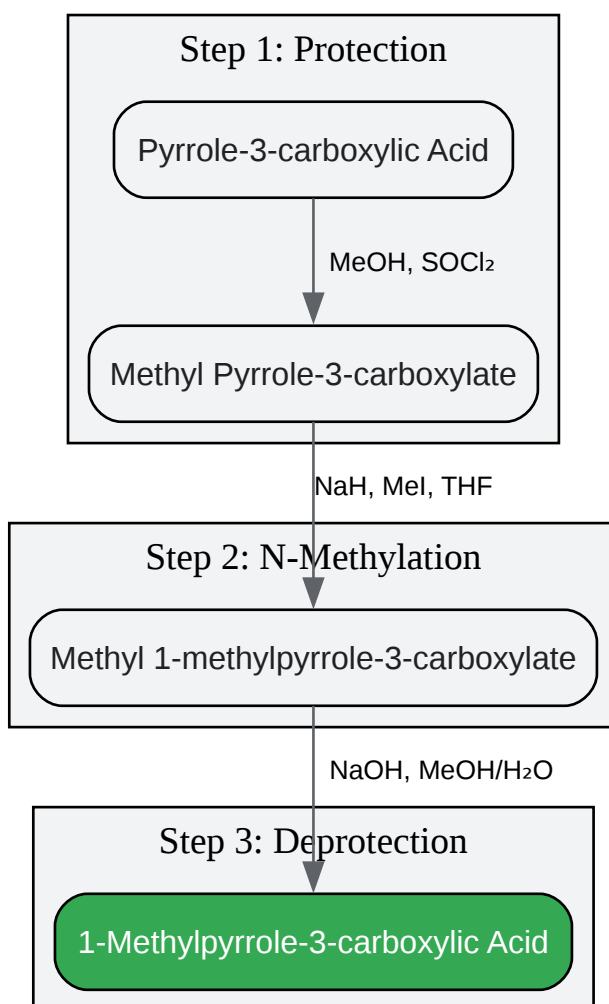 Step 1: Protection
Pyrrole-3-carboxylic Acid
MeOH, SOCl₂
Methyl Pyrrole-3-carboxylate
NaH, MeI, THF
Step 2: N-Methylation
Methyl 1-methylpyrrole-3-carboxylate
NaOH, MeOH/H₂O
Step 3: Deprotection
1-Methylpyrrole-3-carboxylic Acid